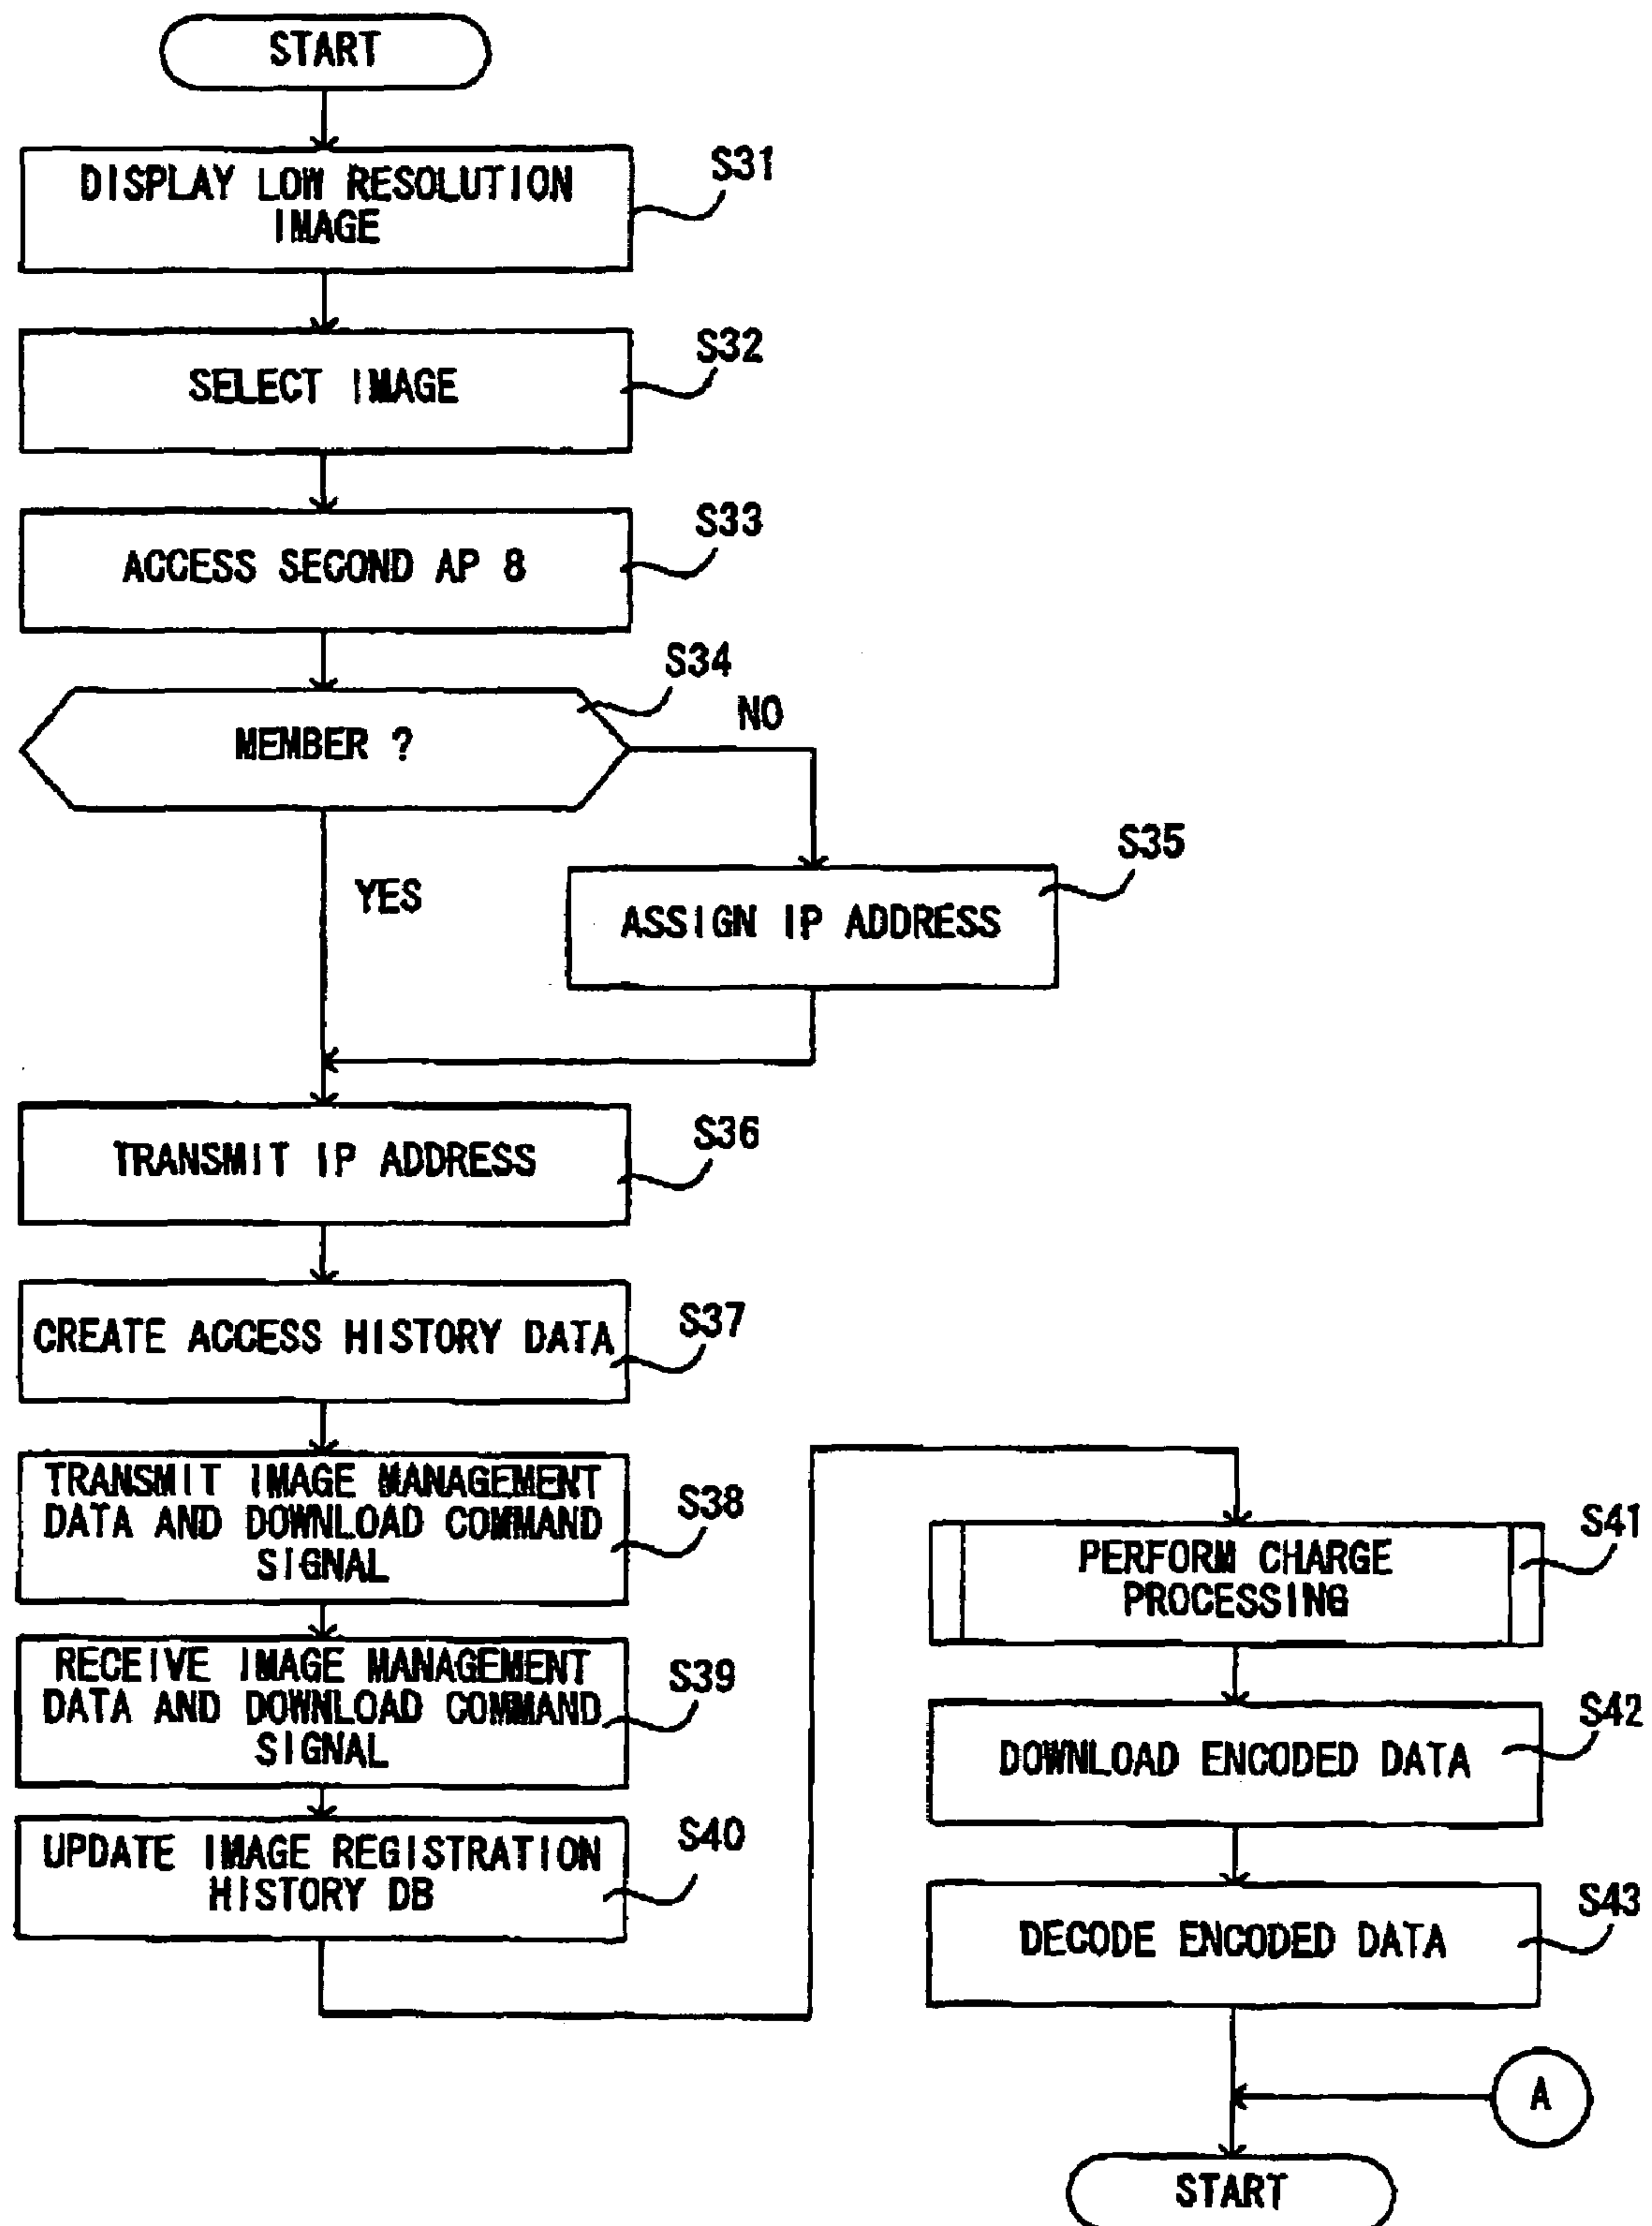 START
DISPLAY LOW RESOLUTION
IMAGE
S31
SELECT IMAGE
S32
ACCESS SECOND AP 8
S33
MEMBER ?
S34
NO
YES
ASSIGN IP ADDRESS
S35
TRANSMIT IP ADDRESS
S36
CREATE ACCESS HISTORY DATA
S37
TRANSMIT IMAGE MANAGEMENT
DATA AND DOWNLOAD COMMAND
SIGNAL
S38
RECEIVE IMAGE MANAGEMENT
DATA AND DOWNLOAD COMMAND
SIGNAL
S39
UPDATE IMAGE REGISTRATION
HISTORY DB
S40
PERFORM CHARGE
PROCESSING
S41
DOWNLOAD ENCODED DATA
S42
DECODE ENCODED DATA
S43
A
START